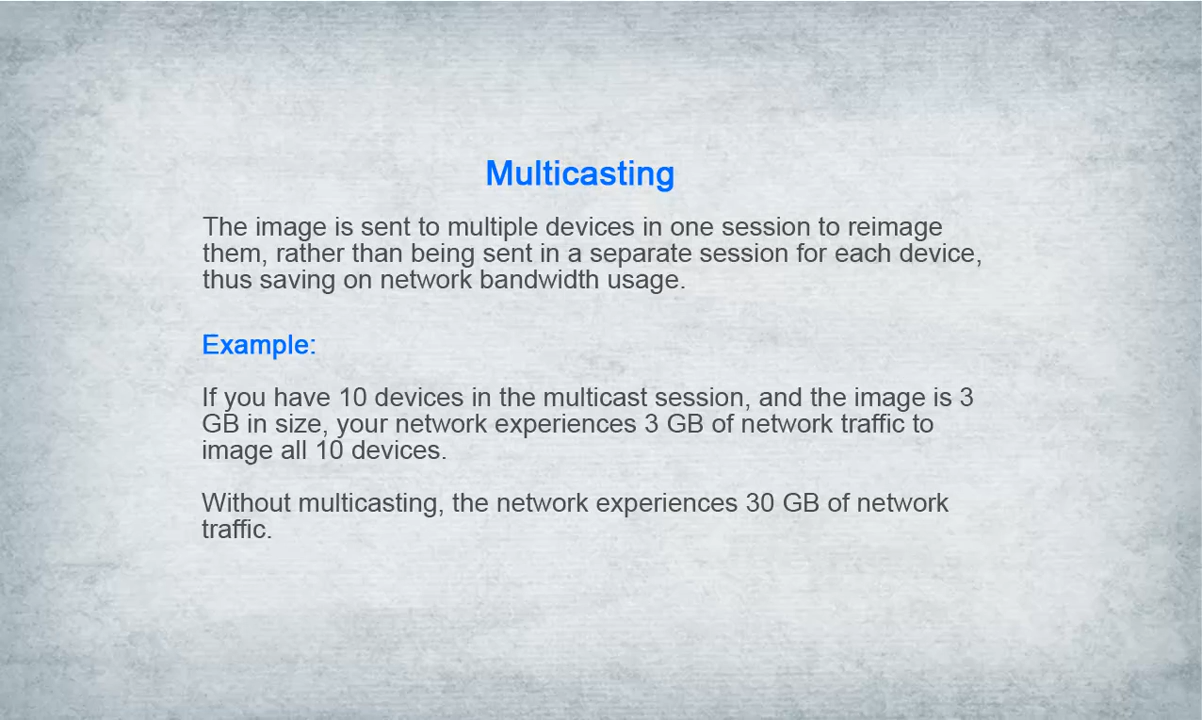 Multicasting
The image is sent to multiple devices in one session to reimage
them, rather than being sent in a separate session for each device,
thus saving on network bandwidth usage.
Example:
If you have 10 devices in the multicast session, and the image is 3
GB in size, your network experiences 3 GB of network traffic to
image all 10 devices.
Without multicasting, the network experiences 30 GB of network
traffic.